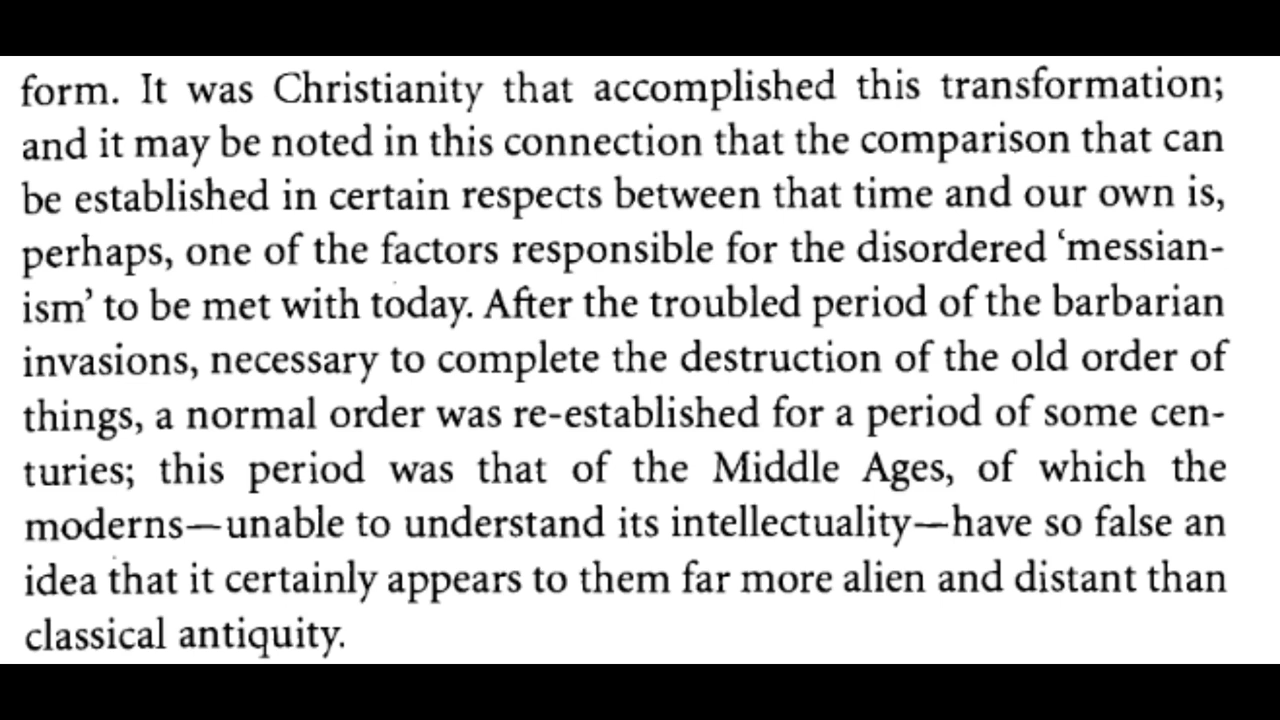 form. It was Christianity that accomplished this transformation;
and it may be noted in this connection that the comparison that can
be established in certain respects between that time and our own is,
perhaps, one of the factors responsible for the disordered ‘messian-
ism’ to be met with today. After the troubled period of the barbarian
invasions, necessary to complete the destruction of the old order of
things, a normal order was re-established for a period of some cen-
turies; this period was that of the Middle Ages, of which the
moderns—unable to understand its intellectuality—have so false an
idea that it certainly appears to them far more alien and distant than
classical antiquity.